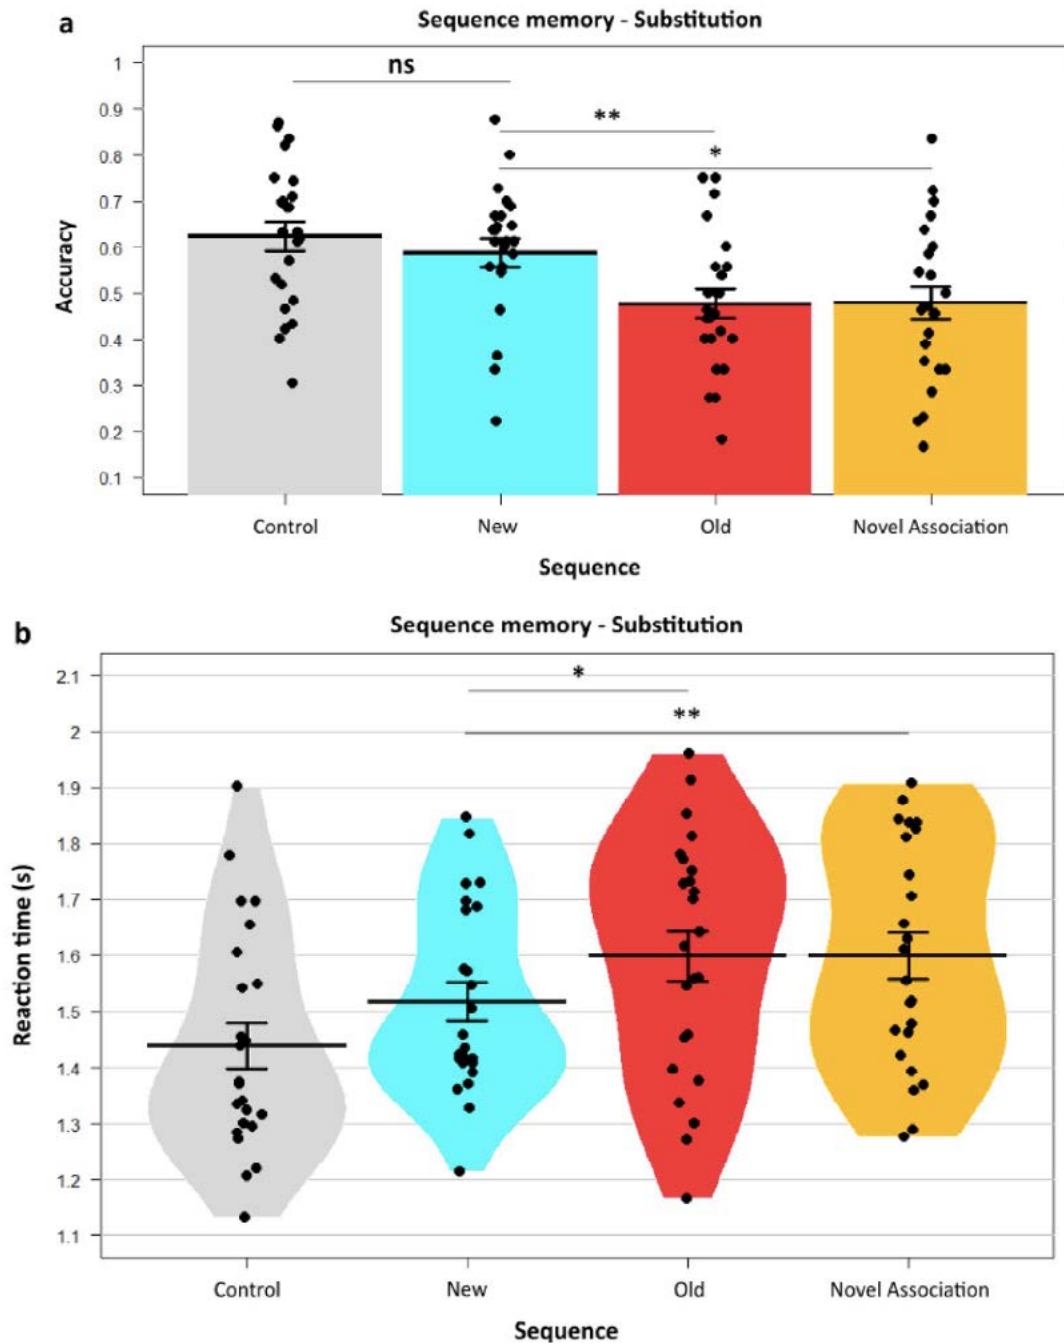 a
Sequence memory - Substitution
1
0.9
0.8
0.7
0.6
0.5
0.4
0.3
0.2
0.1
Accuracy
ns
**
*
Control New Old Novel Association
Sequence
b
Sequence memory - Substitution
2.1
2
1.9
1.8
1.7
1.6
1.5
1.4
1.3
1.2
1.1
Reaction time (s)
*
**
Control New Old Novel Association
Sequence